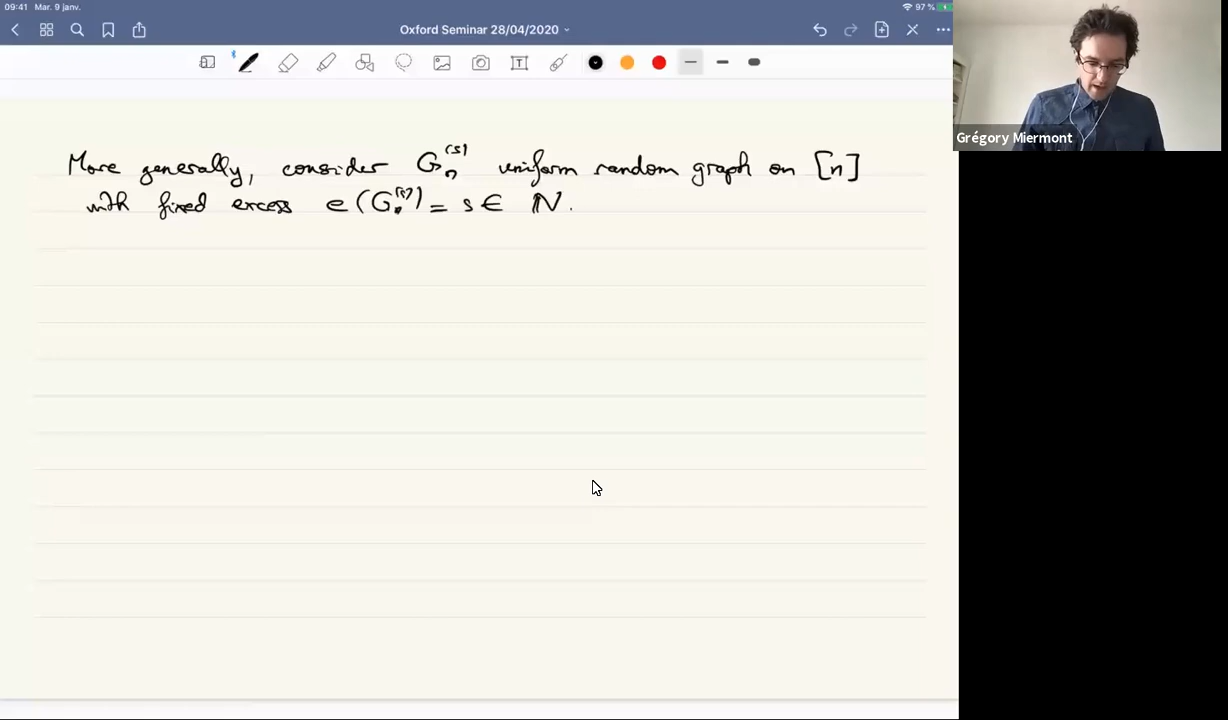 09:41 Mar. 9 janv.
97 %
Oxford Seminar 28/04/2020
Grégory Miermont
More generally, consider G_n^{(s)} uniform random graph on [n]
with fixed excess e(G_n^{(s)}) = s ∈ ℕ.